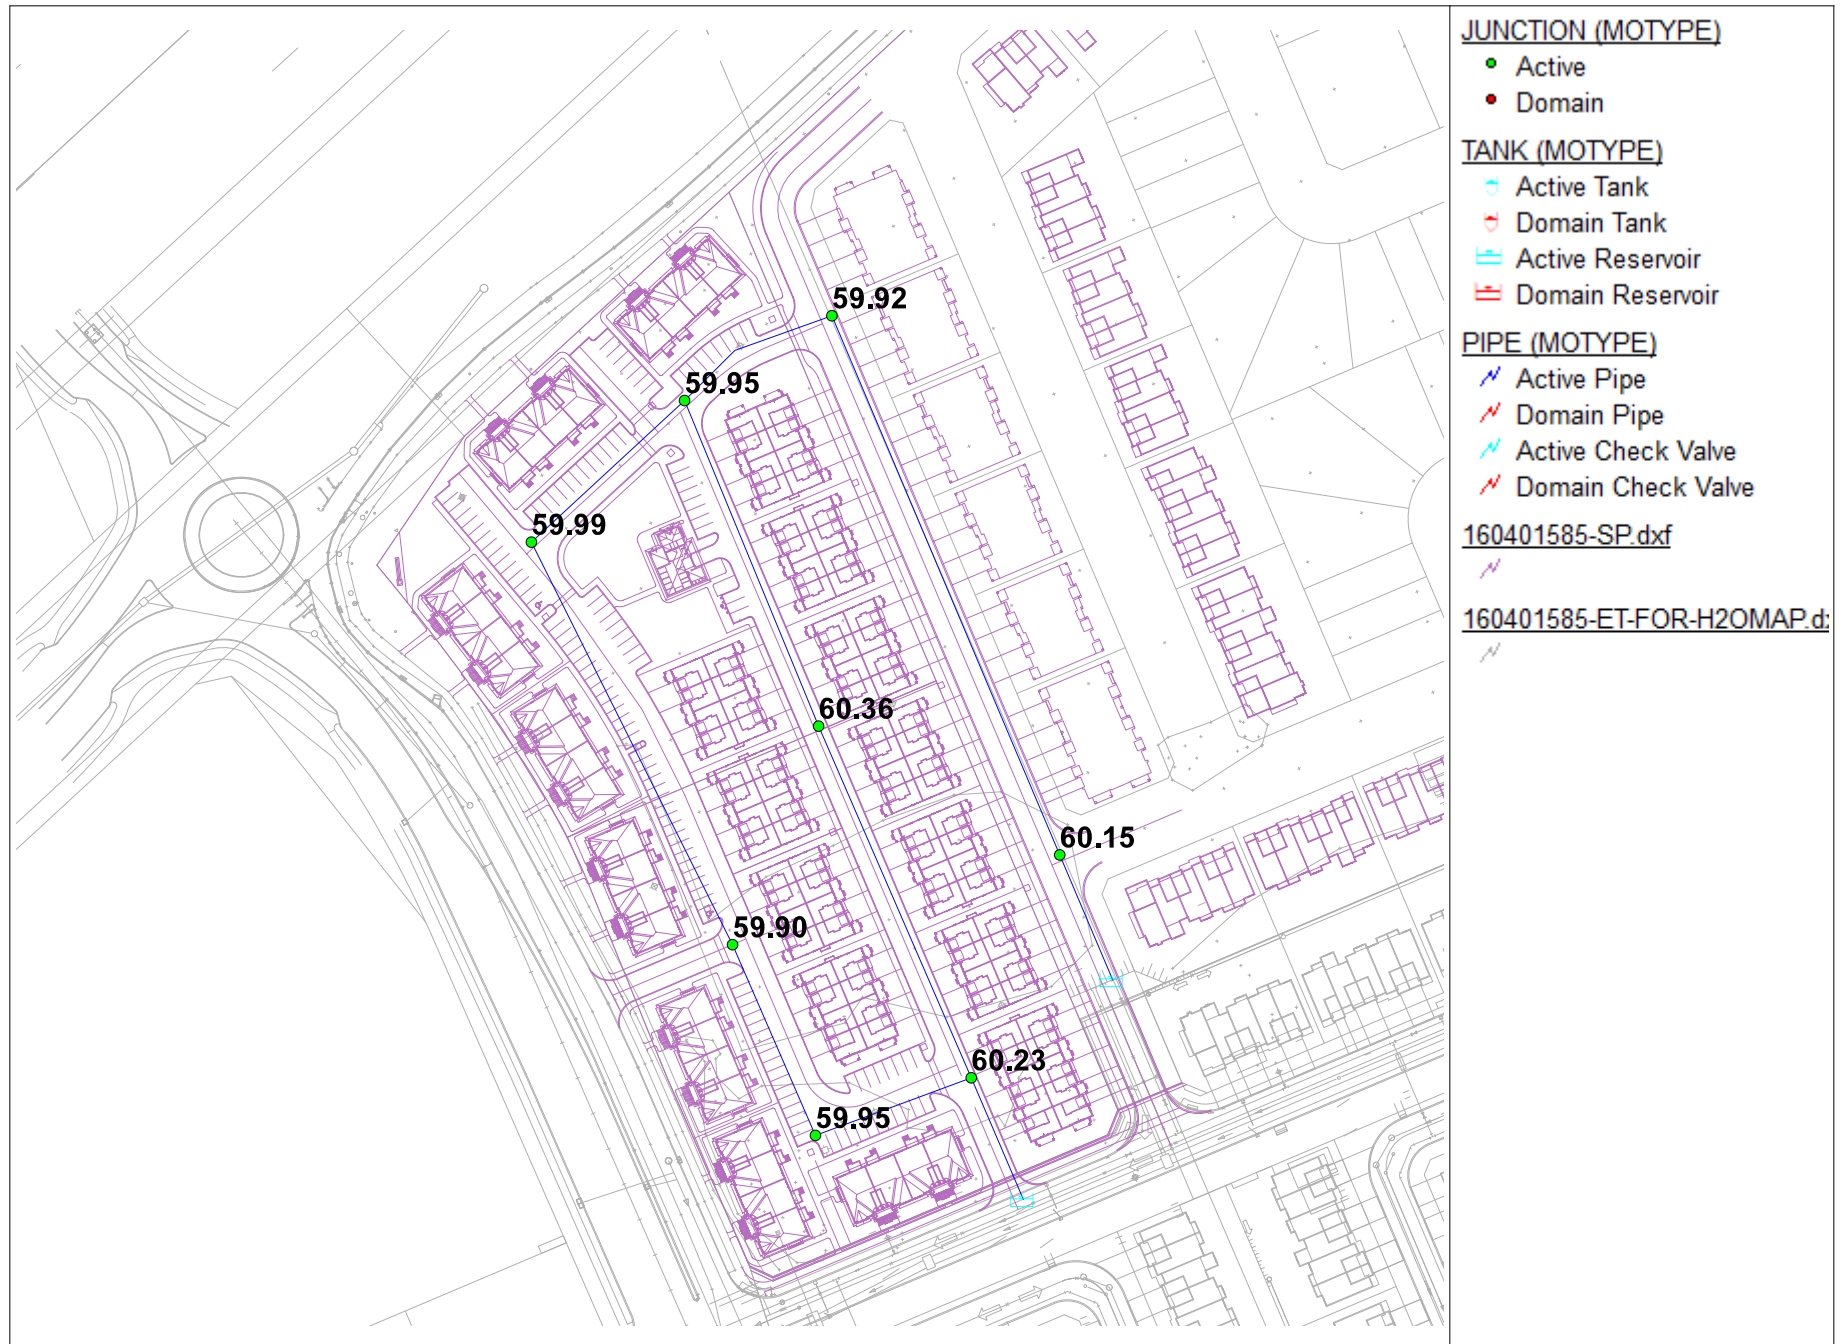 JUNCTION (MOTYPE)
Active
Domain
TANK (MOTYPE)
Active Tank
Domain Tank
Active Reservoir
Domain Reservoir
PIPE (MOTYPE)
Active Pipe
Domain Pipe
Active Check Valve
Domain Check Valve
160401585-SP.dxf
160401585-ET-FOR-H2OMAP.d
59.92
59.95
59.99
60.36
60.15
59.90
60.23
59.95